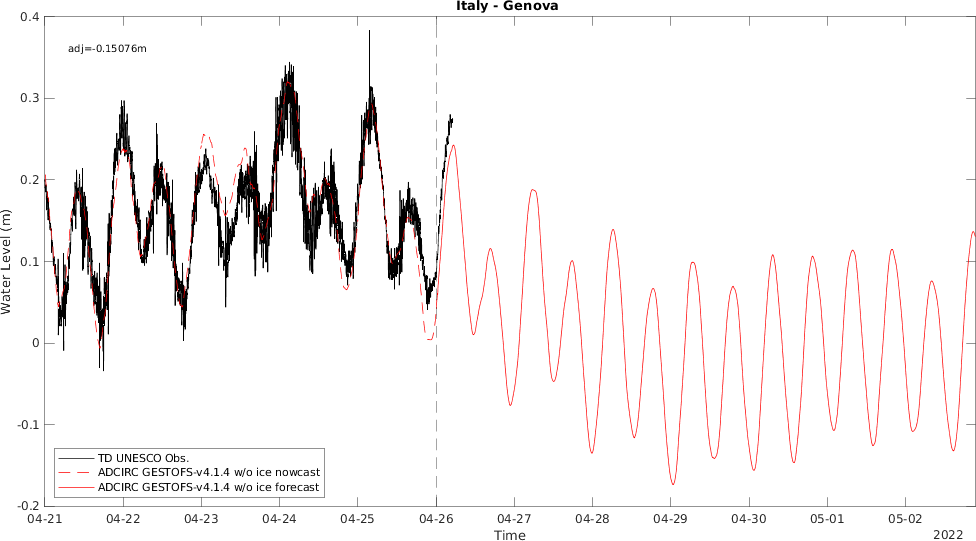 Italy - Genova
adj=-0.15076m
Water Level (m)
0.4
0.3
0.2
0.1
0
-0.1
-0.2
TD UNESCO Obs.
ADCIRC GESTOFS-v4.1.4 w/o ice nowcast
ADCIRC GESTOFS-v4.1.4 w/o ice forecast
04-21 04-22 04-23 04-24 04-25 04-26 04-27 04-28 04-29 04-30 05-01 05-02
Time
2022